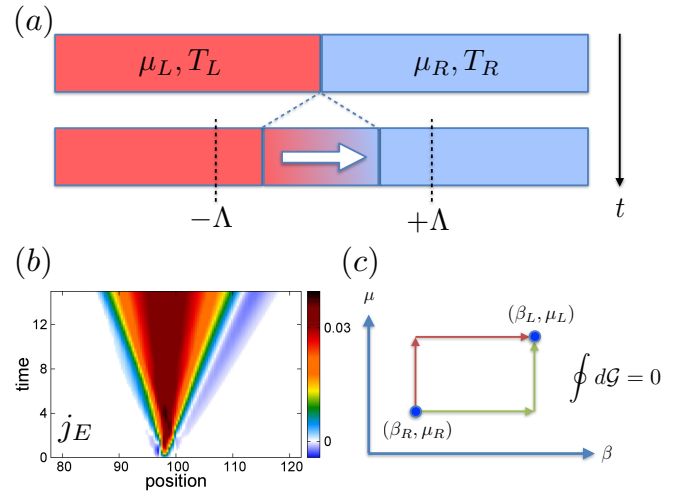 (a)
μ_L, T_L
μ_R, T_R
−Λ
+Λ
t
(b)
j_E
time
0
4
8
12
80
90
100
110
120
position
0.03
0
(c)
μ
(β_L, μ_L)
(β_R, μ_R)
β
∮ d𝒢 = 0